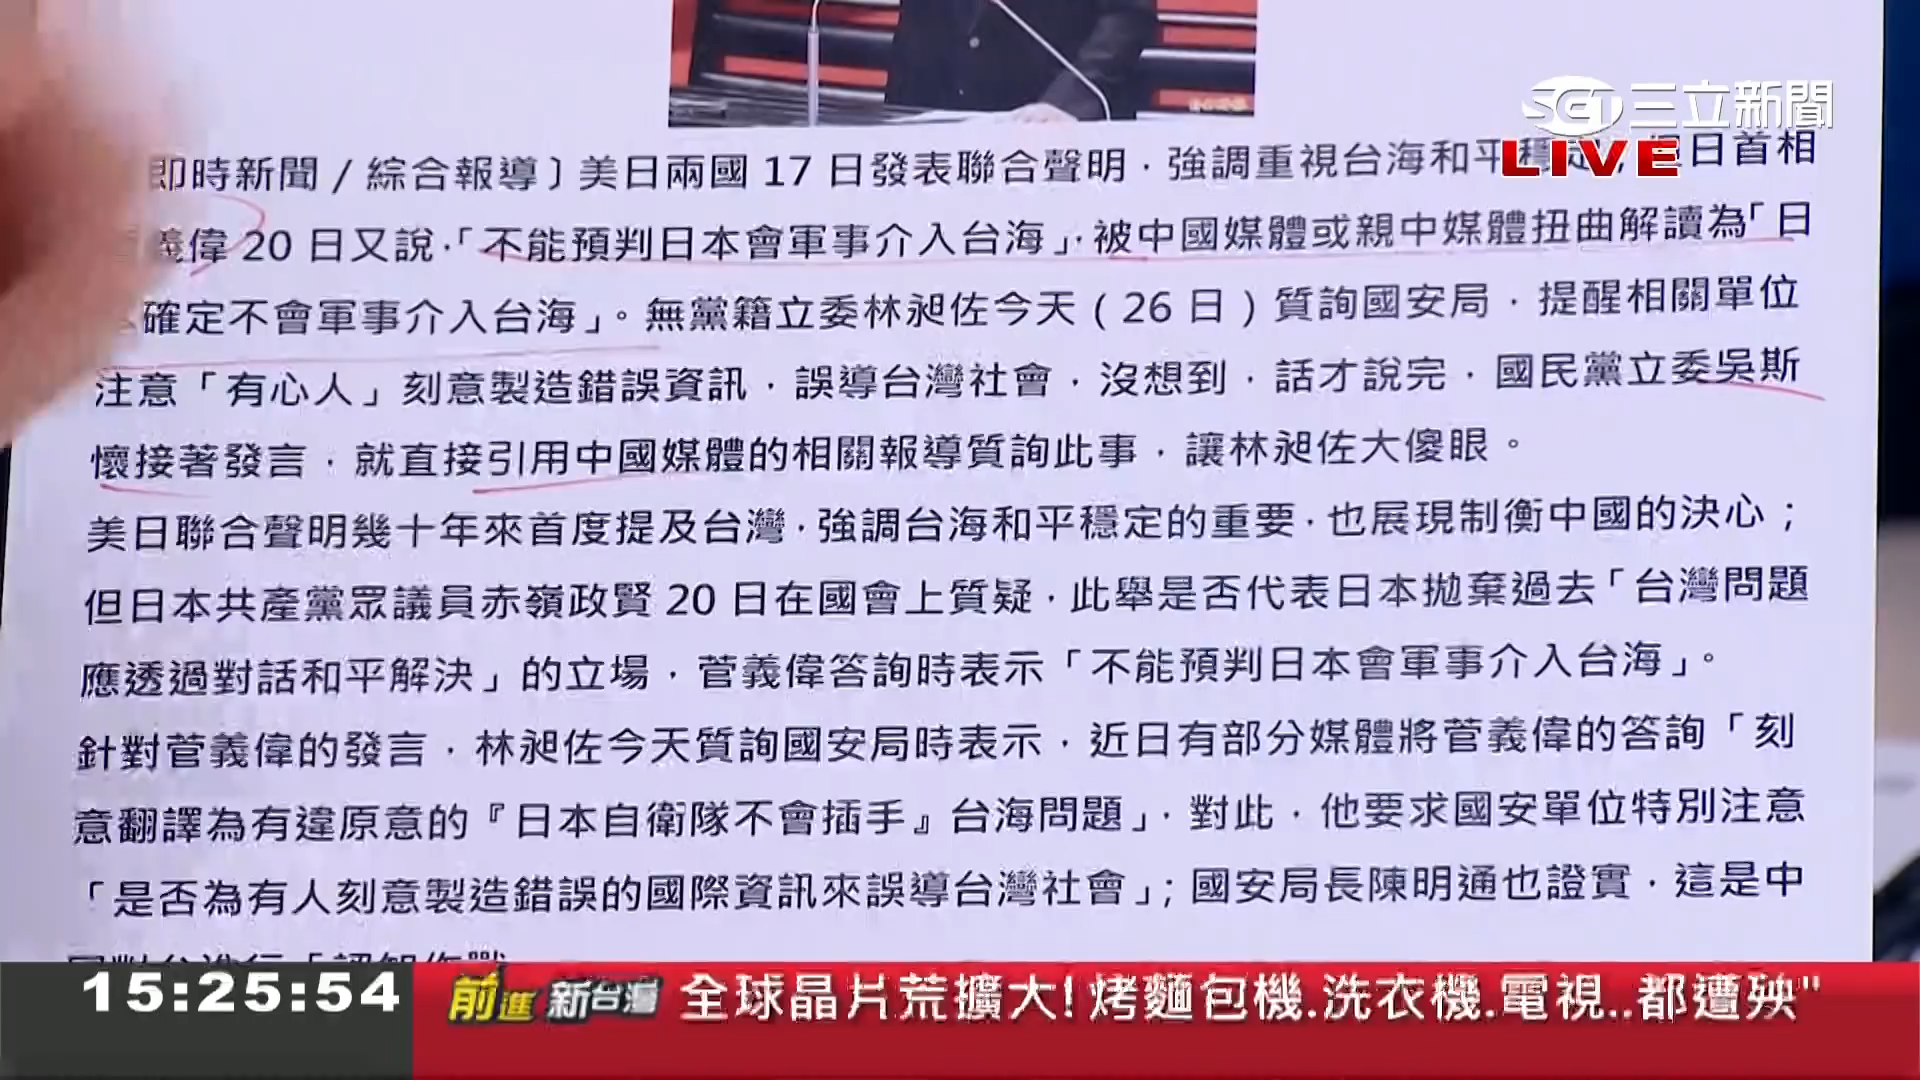 SET三立新聞
LIVE
即時新聞/綜合報導〕美日兩國17日發表聯合聲明,強調重視台海和平穩定,但日首相
義偉20日又說,「不能預判日本會軍事介入台海」,被中國媒體或親中媒體扭曲解讀為「日
確定不會軍事介入台海」。無黨籍立委林昶佐今天(26日)質詢國安局,提醒相關單位
注意「有心人」刻意製造錯誤資訊,誤導台灣社會,沒想到,話才說完,國民黨立委吳斯
懷接著發言,就直接引用中國媒體的相關報導質詢此事,讓林昶佐大傻眼。
美日聯合聲明幾十年來首度提及台灣,強調台海和平穩定的重要,也展現制衡中國的決心;
但日本共產黨眾議員赤嶺政賢20日在國會上質疑,此舉是否代表日本拋棄過去「台灣問題
應透過對話和平解決」的立場,菅義偉答詢時表示「不能預判日本會軍事介入台海」。
針對菅義偉的發言,林昶佐今天質詢國安局時表示,近日有部分媒體將菅義偉的答詢「刻
意翻譯為有違原意的『日本自衛隊不會插手』台海問題」,對此,他要求國安單位特別注意
「是否為有人刻意製造錯誤的國際資訊來誤導台灣社會」;國安局長陳明通也證實,這是中
15:25:54
前進新台灣
全球晶片荒擴大!烤麵包機.洗衣機.電視..都遭殃"